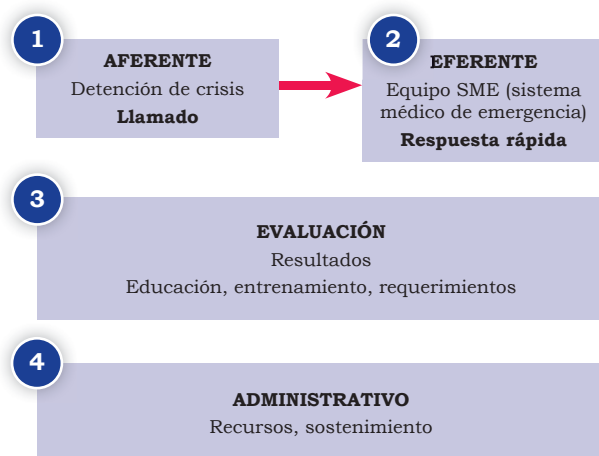 1
AFERENTE
Detención de crisis
Llamado
2
EFERENTE
Equipo SME (sistema
médico de emergencia)
Respuesta rápida
3
EVALUACIÓN
Resultados
Educación, entrenamiento, requerimientos
4
ADMINISTRATIVO
Recursos, sostenimiento